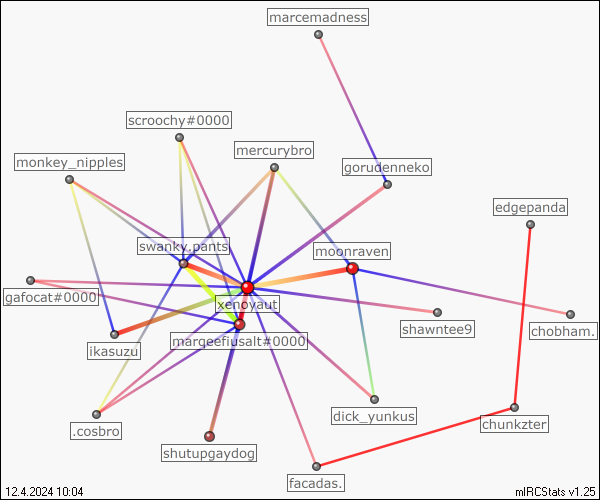 marcemadness
scroochy#0000
mercurybro
monkey_nipples
gorudenneko
edgepanda
swanky.pants
moonraven
gafocat#0000
xenoyaut
shawntee9
chobham.
ikasuzu
marqeefiusalt#0000
dick_yunkus
chunkzter
.cosbro
shutupgaydog
facadas.
12.4.2024 10:04
mIRCStats v1.25